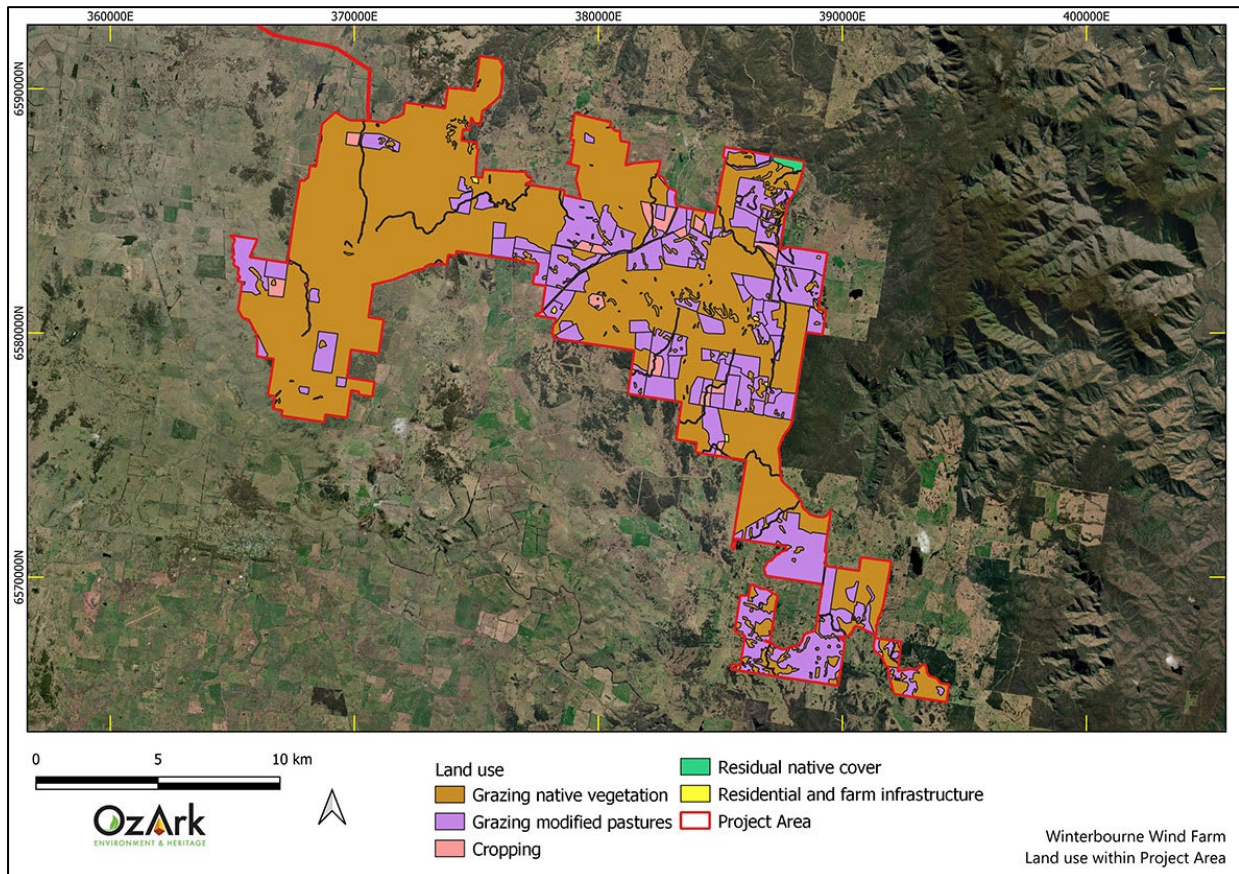 360000E 370000E 380000E 390000E 400000E
6590000N
6580000N
6570000N
0 5 10 km
OzArk
ENVIRONMENT & HERITAGE
Land use
Grazing native vegetation
Grazing modified pastures
Cropping
Residual native cover
Residential and farm infrastructure
Project Area
Winterbourne Wind Farm
Land use within Project Area